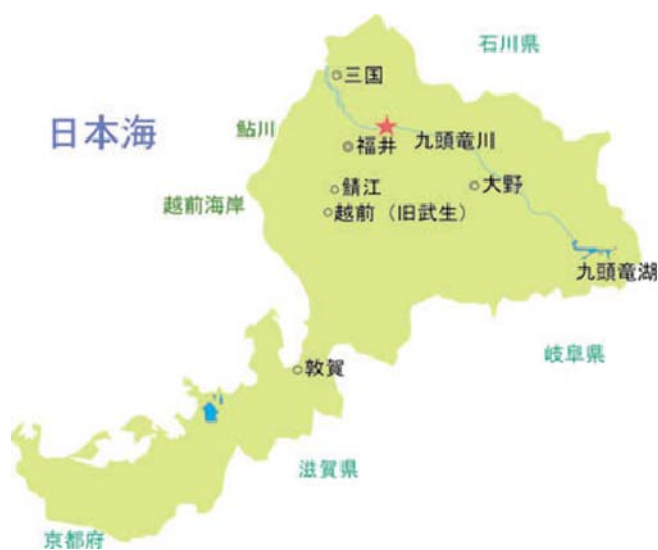 石川県
三国
日本海
鮎川
福井
九頭竜川
鯖江
大野
越前海岸
越前（旧武生）
九頭竜湖
岐阜県
敦賀
滋賀県
京都府